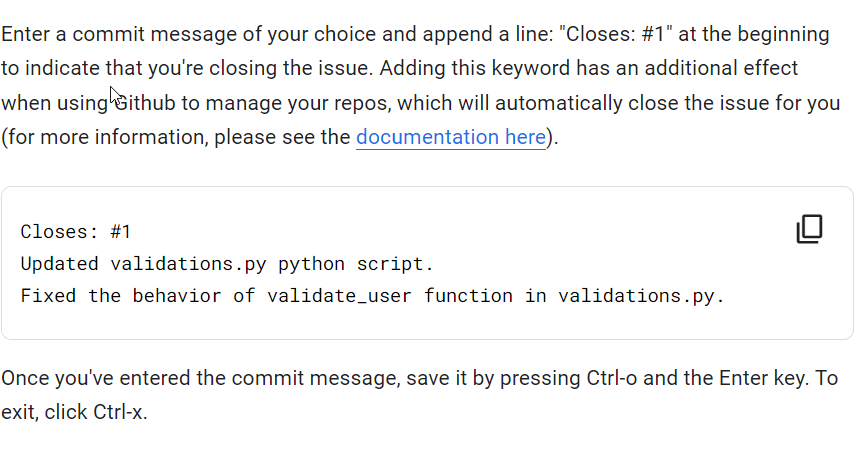 Enter a commit message of your choice and append a line: "Closes: #1" at the beginning
to indicate that you're closing the issue. Adding this keyword has an additional effect
when using Github to manage your repos, which will automatically close the issue for you
(for more information, please see the documentation here).
Closes: #1
Updated validations.py python script.
Fixed the behavior of validate_user function in validations.py.
Once you've entered the commit message, save it by pressing Ctrl-o and the Enter key. To
exit, click Ctrl-x.